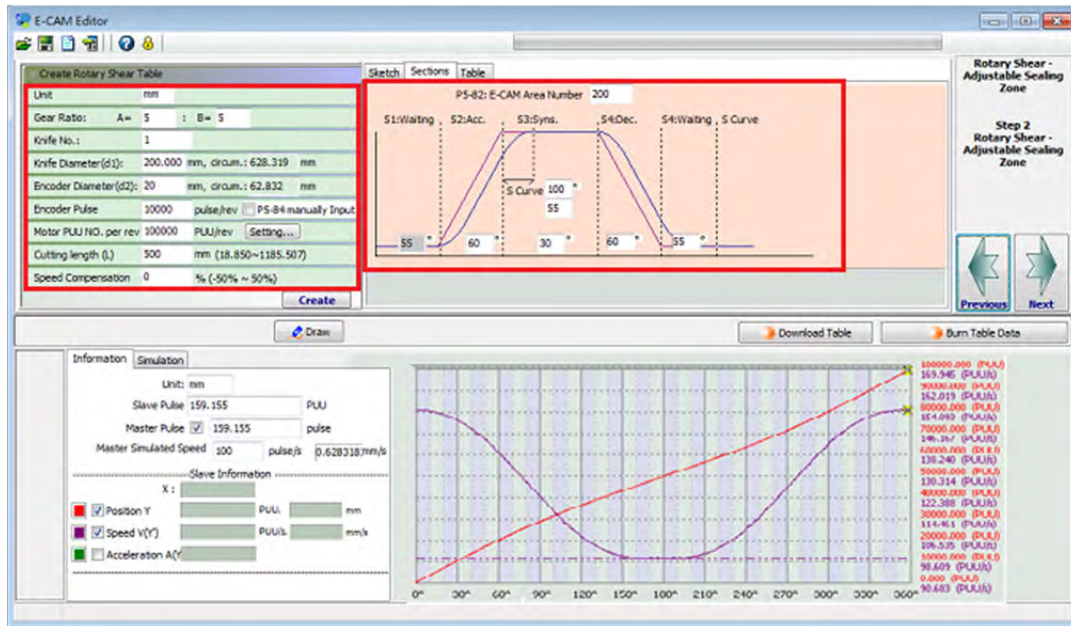 E-CAM Editor
Create Rotary Shear Table
Unit mm
Gear Ratio: A= 5 : B= 5
Knife No.: 1
Knife Diameter(d1): 200.000 mm, circum.: 628.319 mm
Encoder Diameter(d2): 20 mm, circum.: 62.832 mm
Encoder Pulse 10000 pulse/rev P5-84 manually Input
Motor PUU NO. per rev 100000 PUU/rev Setting...
Cutting length (L) 500 mm (18.850~1185.507)
Speed Compensation 0 % (-50% ~ 50%)
Create
Sketch Sections Table
P5-82: E-CAM Area Number 200
S1:Waiting S2:Acc. S3:Syns. S4:Dec. S4:Waiting S Curve
S Curve 100 °
55
55 ° 60 ° 30 ° 60 ° 55 °
Rotary Shear -
Adjustable Sealing
Zone
Step 2
Rotary Shear -
Adjustable Sealing
Zone
Previous Next
Draw
Download Table
Burn Table Data
Information Simulation
Unit: mm
Slave Pulse 159.155 PUU
Master Pulse 159.155 pulse
Master Simulated Speed 100 pulse/s 0.628318 mm/s
Slave Information
X :
Position Y PUU. mm
Speed V(Y') PUU/s. mm/s
Acceleration A(Y
100000.000 (PUU)
169.945 (PUU/s)
90000.000 (PUU)
162.019 (PUU/s)
80000.000 (PUU)
154.093 (PUU/s)
70000.000 (PUU)
146.167 (PUU/s)
60000.000 (PUU)
138.240 (PUU/s)
50000.000 (PUU)
130.314 (PUU/s)
40000.000 (PUU)
122.388 (PUU/s)
30000.000 (PUU)
114.461 (PUU/s)
20000.000 (PUU)
106.535 (PUU/s)
10000.000 (PUU)
98.609 (PUU/s)
0.000 (PUU)
90.683 (PUU/s)
0° 30° 60° 90° 120° 150° 180° 210° 240° 270° 300° 330° 360°